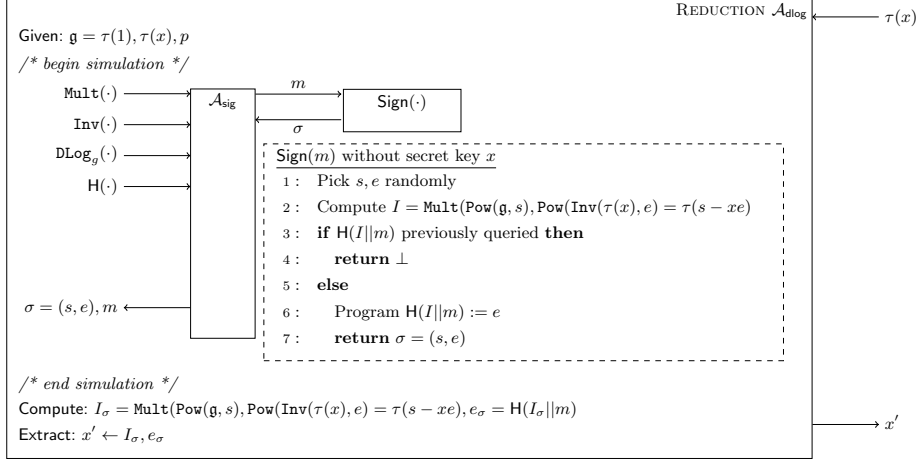 REDUCTION 𝒜_dlog
τ(x)
Given: 𝔤 = τ(1), τ(x), p
/* begin simulation */
Mult(·)
Inv(·)
DLog_g(·)
H(·)
𝒜_sig
m
σ
Sign(·)
Sign(m) without secret key x
1 : Pick s, e randomly
2 : Compute I = Mult(Pow(𝔤, s), Pow(Inv(τ(x), e) = τ(s − xe)
3 : if H(I||m) previously queried then
4 : return ⊥
5 : else
6 : Program H(I||m) := e
7 : return σ = (s, e)
σ = (s, e), m
/* end simulation */
Compute: I_σ = Mult(Pow(𝔤, s), Pow(Inv(τ(x), e) = τ(s − xe), e_σ = H(I_σ||m)
Extract: x′ ← I_σ, e_σ
x′